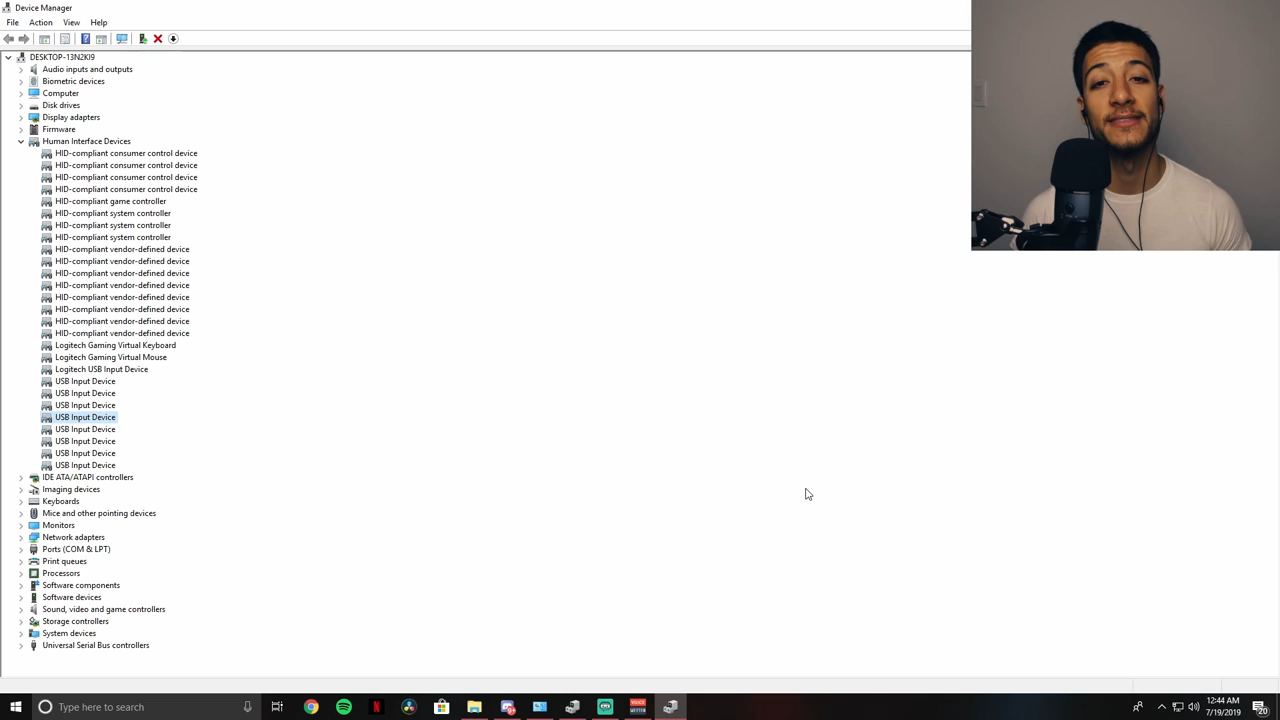 Device Manager
File Action View Help
DESKTOP-13N2KI9
Audio inputs and outputs
Biometric devices
Computer
Disk drives
Display adapters
Firmware
Human Interface Devices
HID-compliant consumer control device
HID-compliant consumer control device
HID-compliant consumer control device
HID-compliant consumer control device
HID-compliant game controller
HID-compliant system controller
HID-compliant system controller
HID-compliant system controller
HID-compliant vendor-defined device
HID-compliant vendor-defined device
HID-compliant vendor-defined device
HID-compliant vendor-defined device
HID-compliant vendor-defined device
HID-compliant vendor-defined device
HID-compliant vendor-defined device
HID-compliant vendor-defined device
Logitech Gaming Virtual Keyboard
Logitech Gaming Virtual Mouse
Logitech USB Input Device
USB Input Device
USB Input Device
USB Input Device
USB Input Device
USB Input Device
USB Input Device
USB Input Device
USB Input Device
IDE ATA/ATAPI controllers
Imaging devices
Keyboards
Mice and other pointing devices
Monitors
Network adapters
Ports (COM & LPT)
Print queues
Processors
Software components
Software devices
Sound, video and game controllers
Storage controllers
System devices
Universal Serial Bus controllers
Type here to search
12:44 AM
7/19/2019
20